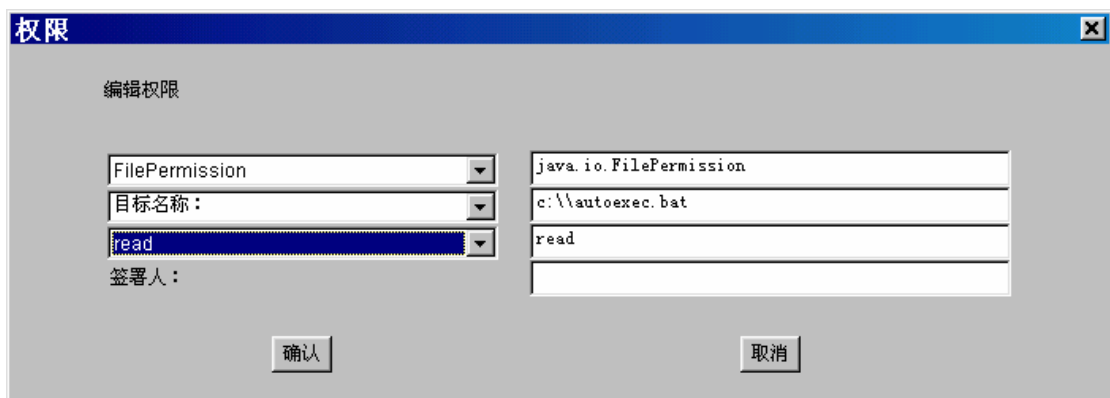 权限
编辑权限
FilePermission java.io.FilePermission
目标名称： c:\\autoexec.bat
read read
签署人：
确认 取消